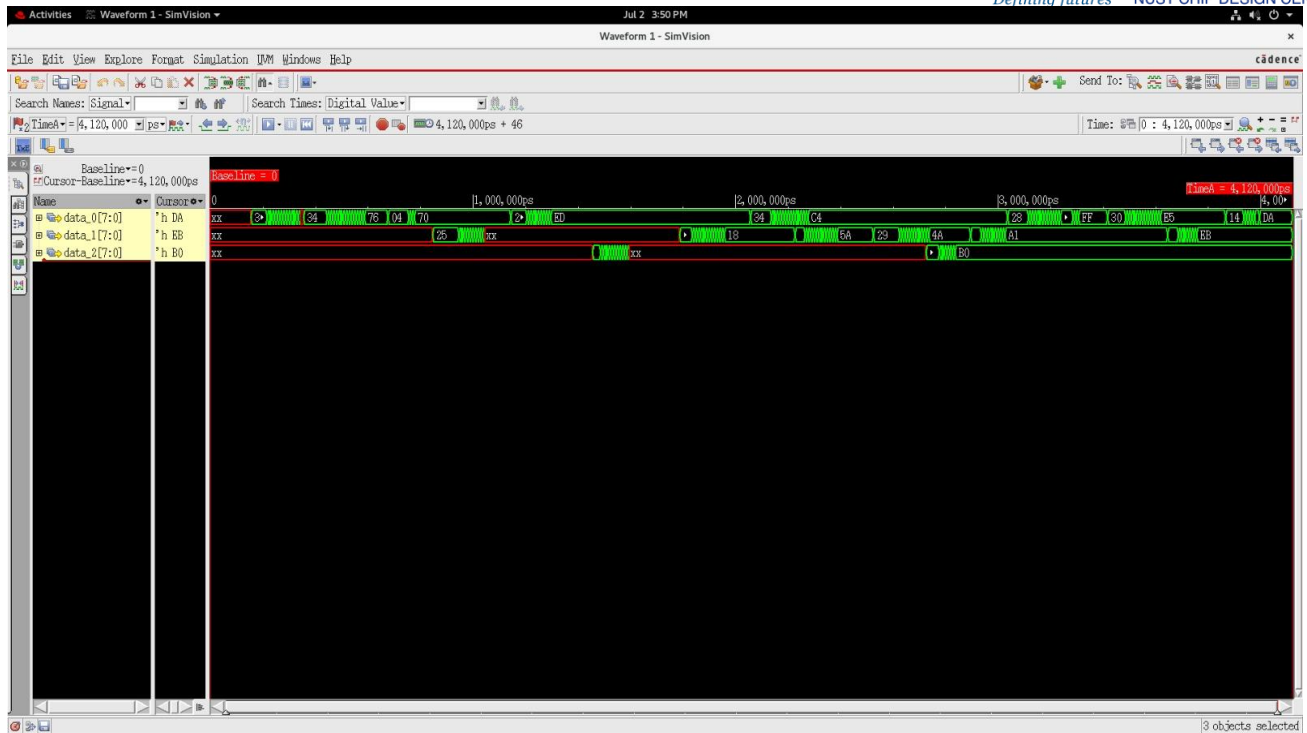 Defining futures NUST CHIP DESIGN CE
Activities Waveform 1 - SimVision Jul 2 3:50 PM
Waveform 1 - SimVision
File Edit View Explore Format Simulation UVM Windows Help cādence
Send To:
Search Names: Signal Search Times: Digital Value
TimeA = 4,120,000 ps 4,120,000ps + 46 Time: 0 : 4,120,000ps
Baseline = 0 Baseline = 0
Cursor-Baseline = 4,120,000ps TimeA = 4,120,000ps
Name Cursor 0 1,000,000ps 2,000,000ps 3,000,000ps 4,00
data_0[7:0] 'h DA xx 3 34 76 04 70 2 ED 34 C4 28 FF 30 E5 14 DA
data_1[7:0] 'h EB xx 25 xx 18 5A 29 4A A1 EB
data_2[7:0] 'h B0 xx xx B0
3 objects selected